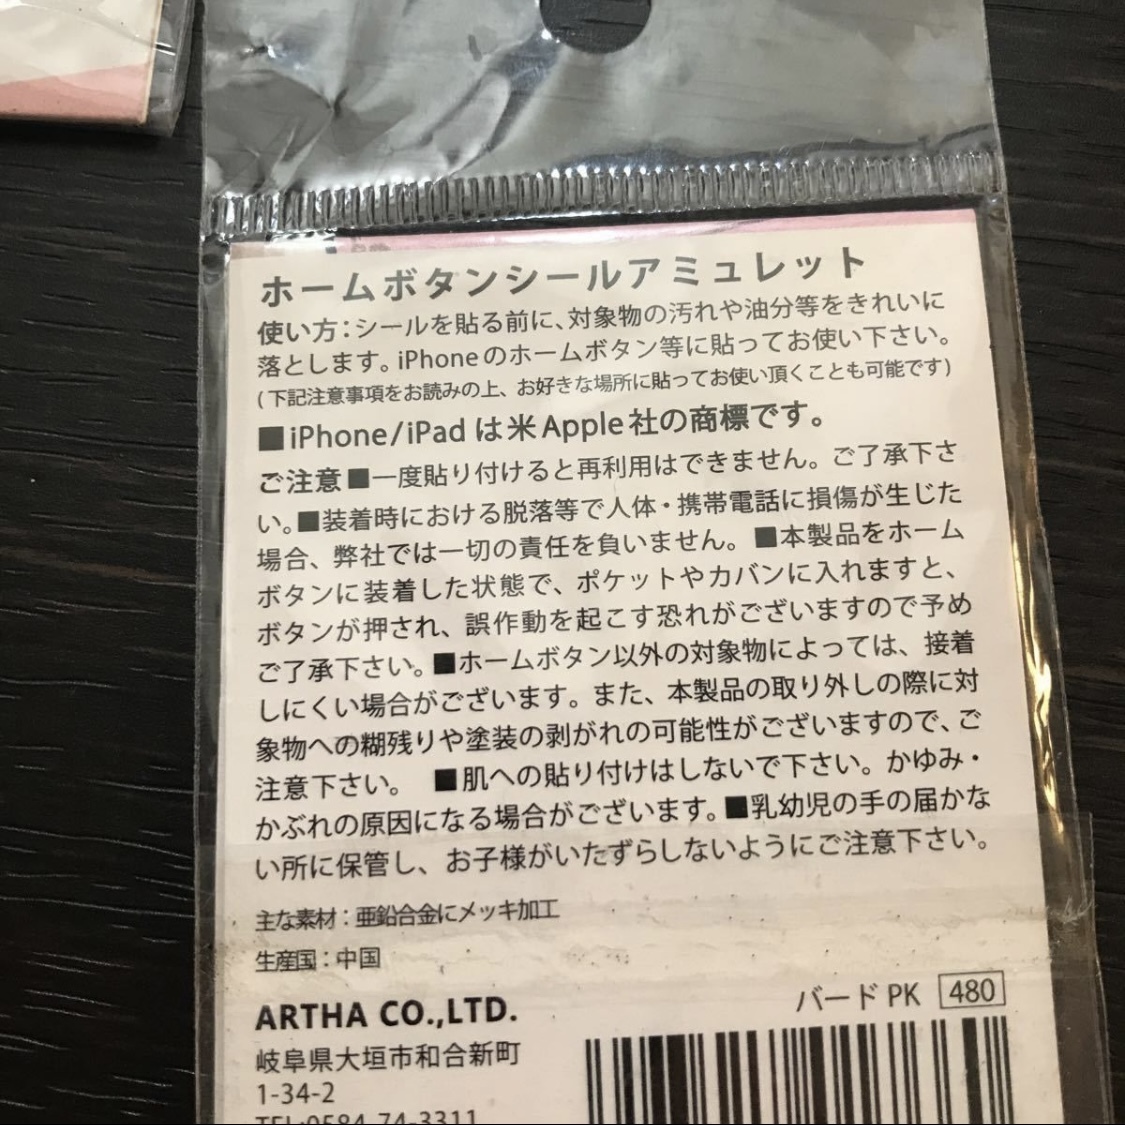 ホームボタンシールアミュレット
使い方：シールを貼る前に、対象物の汚れや油分等をきれいに
落とします。iPhoneのホームボタン等に貼ってお使い下さい。
(下記注意事項をお読みの上、お好きな場所に貼ってお使い頂くことも可能です)
■iPhone/iPad は米Apple社の商標です。
ご注意■一度貼り付けると再利用はできません。ご了承下さ
い。■装着時における脱落等で人体・携帯電話に損傷が生じた
場合、弊社では一切の責任を負いません。■本製品をホーム
ボタンに装着した状態で、ポケットやカバンに入れますと、
ボタンが押され、誤作動を起こす恐れがございますので予め
ご了承下さい。■ホームボタン以外の対象物によっては、接着
しにくい場合がございます。また、本製品の取り外しの際に対
象物への糊残りや塗装の剥がれの可能性がございますので、ご
注意下さい。 ■肌への貼り付けはしないで下さい。かゆみ・
かぶれの原因になる場合がございます。■乳幼児の手の届かな
い所に保管し、お子様がいたずらしないようにご注意下さい。
主な素材：亜鉛合金にメッキ加工
生産国：中国
ARTHA CO.,LTD.
バードPK 480
岐阜県大垣市和合新町
1-34-2
TEL:0584-74-3311